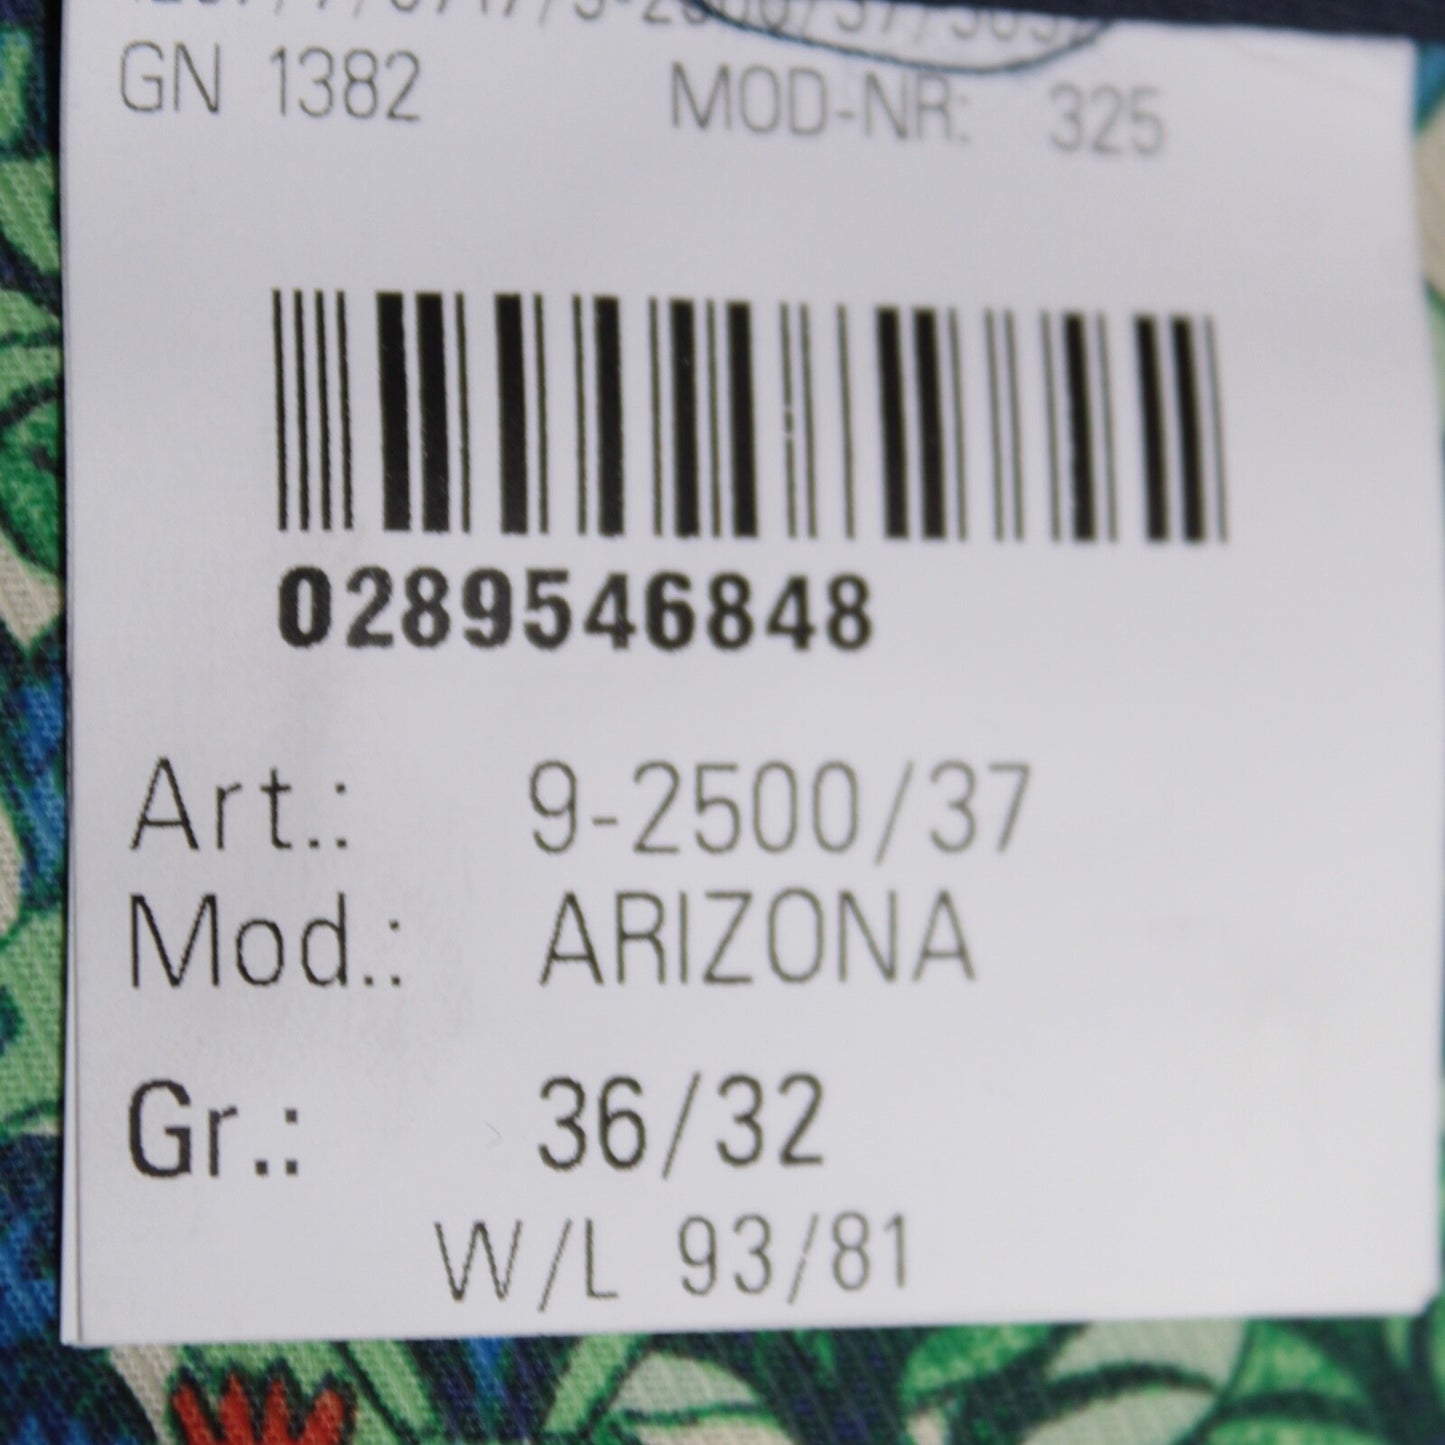 GN 1382 MOD-NR: 325
0289546848
Art.: 9-2500/37
Mod.: ARIZONA
Gr.: 36/32
W/L 93/81